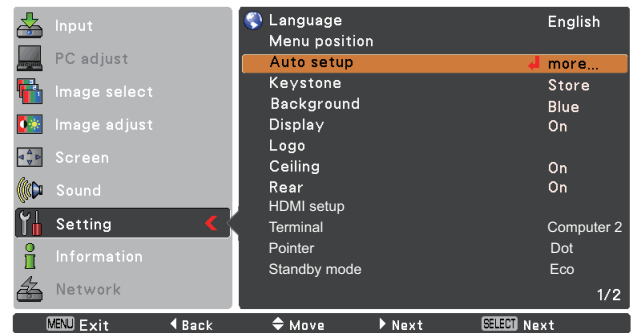 Input
PC adjust
Image select
Image adjust
Screen
Sound
Setting
Information
Network
Language English
Menu position
Auto setup more...
Keystone Store
Background Blue
Display On
Logo
Ceiling On
Rear On
HDMI setup
Terminal Computer 2
Pointer Dot
Standby mode Eco
1/2
MENU Exit Back Move Next SELECT Next